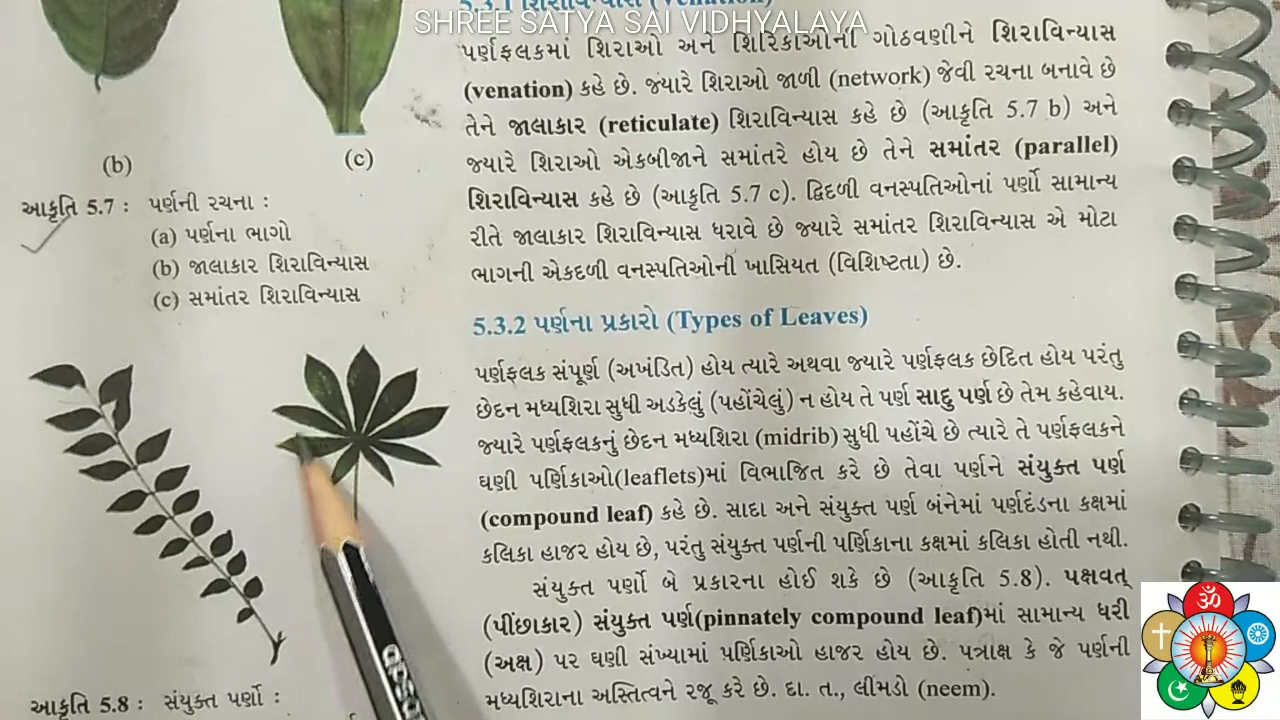 SHREE SATYA SAI VIDHYALAYA
5.3.1 શિરાવિન્યાસ (Venation)
પર્ણફલકમાં શિરાઓ અને શિરિકાઓની ગોઠવણીને શિરાવિન્યાસ
(venation) કહે છે. જ્યારે શિરાઓ જાળી (network) જેવી રચના બનાવે છે
તેને જાલાકાર (reticulate) શિરાવિન્યાસ કહે છે (આકૃતિ 5.7 b) અને
જ્યારે શિરાઓ એકબીજાને સમાંતરે હોય છે તેને સમાંતર (parallel)
શિરાવિન્યાસ કહે છે (આકૃતિ 5.7 c). દ્વિદળી વનસ્પતિઓનાં પર્ણો સામાન્ય
રીતે જાલાકાર શિરાવિન્યાસ ધરાવે છે જ્યારે સમાંતર શિરાવિન્યાસ એ મોટા
ભાગની એકદળી વનસ્પતિઓની ખાસિયત (વિશિષ્ટતા) છે.
(b)
(c)
આકૃતિ 5.7 : પર્ણની રચના :
(a) પર્ણના ભાગો
(b) જાલાકાર શિરાવિન્યાસ
(c) સમાંતર શિરાવિન્યાસ
5.3.2 પર્ણના પ્રકારો (Types of Leaves)
પર્ણફલક સંપૂર્ણ (અખંડિત) હોય ત્યારે અથવા જ્યારે પર્ણફલક છેદિત હોય પરંતુ
છેદન મધ્યશિરા સુધી અડકેલું (પહોંચેલું) ન હોય તે પર્ણ સાદુ પર્ણ છે તેમ કહેવાય.
જ્યારે પર્ણફલકનું છેદન મધ્યશિરા (midrib) સુધી પહોંચે છે ત્યારે તે પર્ણફલકને
ઘણી પર્ણિકાઓ(leaflets)માં વિભાજિત કરે છે તેવા પર્ણને સંયુક્ત પર્ણ
(compound leaf) કહે છે. સાદા અને સંયુક્ત પર્ણ બંનેમાં પર્ણદંડના કક્ષમાં
કલિકા હાજર હોય છે, પરંતુ સંયુક્ત પર્ણની પર્ણિકાના કક્ષમાં કલિકા હોતી નથી.
સંયુક્ત પર્ણો બે પ્રકારના હોઈ શકે છે (આકૃતિ 5.8). પક્ષવત્
(પીંછાકાર) સંયુક્ત પર્ણ(pinnately compound leaf)માં સામાન્ય ધરી
(અક્ષ) પર ઘણી સંખ્યામાં પર્ણિકાઓ હાજર હોય છે. પત્રાક્ષ કે જે પર્ણની
મધ્યશિરાના અસ્તિત્વને રજૂ કરે છે. દા. ત., લીમડો (neem).
આકૃતિ 5.8 : સંયુક્ત પર્ણો :